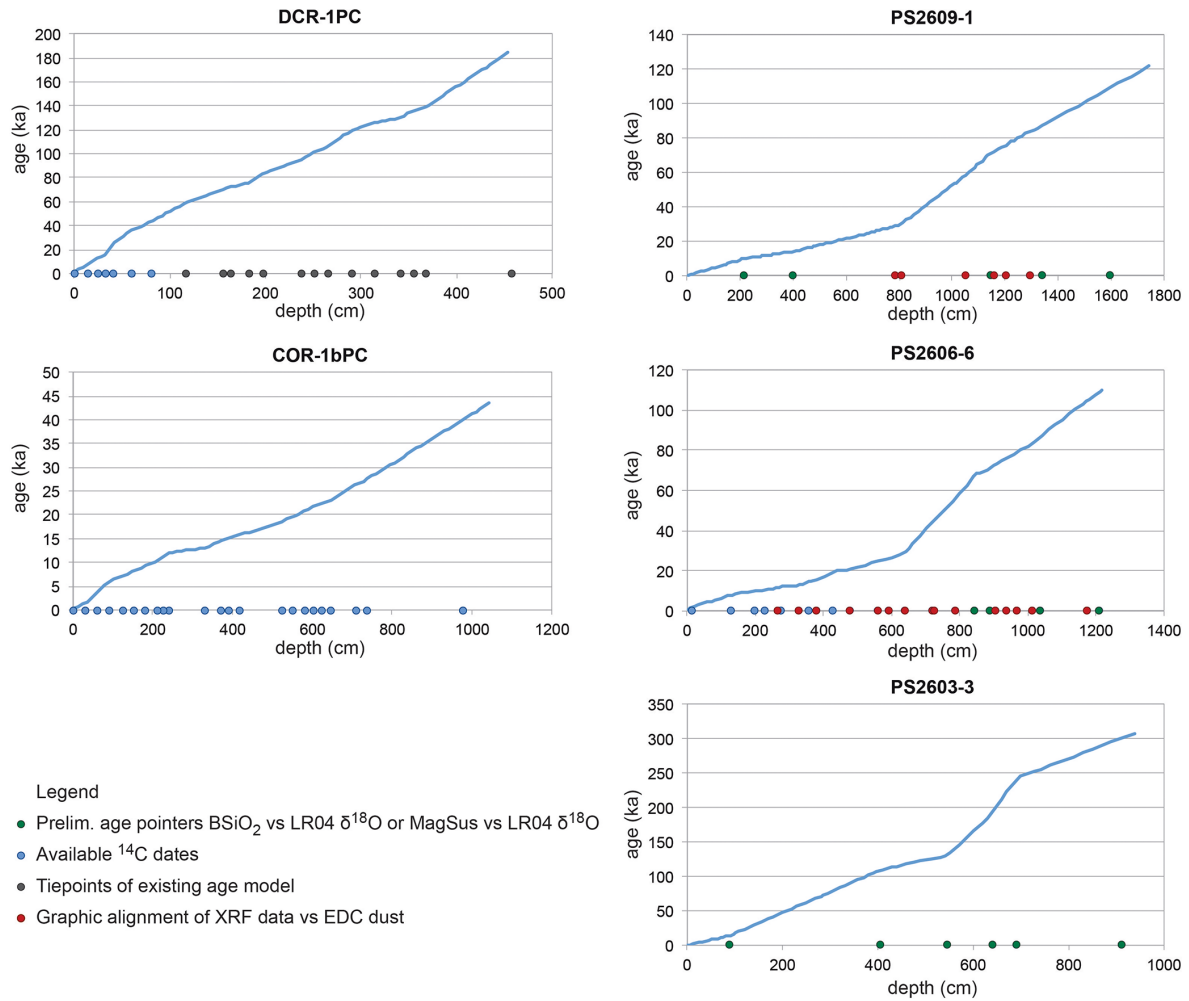 DCR-1PC
200
180
160
140
120
100
80
60
40
20
0
age (ka)
0 100 200 300 400 500
depth (cm)
PS2609-1
140
120
100
80
60
40
20
0
age (ka)
0 200 400 600 800 1000 1200 1400 1600 1800
depth (cm)
COR-1bPC
50
45
40
35
30
25
20
15
10
5
0
age (ka)
0 200 400 600 800 1000 1200
depth (cm)
PS2606-6
120
100
80
60
40
20
0
age (ka)
0 200 400 600 800 1000 1200 1400
depth (cm)
PS2603-3
350
300
250
200
150
100
50
0
age (ka)
0 200 400 600 800 1000
depth (cm)
Legend
Prelim. age pointers BSiO₂ vs LR04 δ¹⁸O or MagSus vs LR04 δ¹⁸O
Available ¹⁴C dates
Tiepoints of existing age model
Graphic alignment of XRF data vs EDC dust